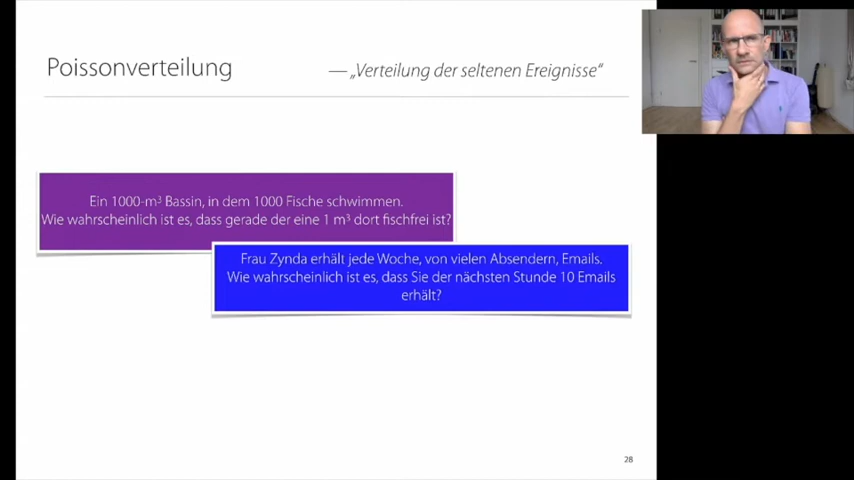 Poissonverteilung
— „Verteilung der seltenen Ereignisse“
Ein 1000-m³ Bassin, in dem 1000 Fische schwimmen.
Wie wahrscheinlich ist es, dass gerade der eine 1 m³ dort fischfrei ist?
Frau Zynda erhält jede Woche, von vielen Absendern, Emails.
Wie wahrscheinlich ist es, dass Sie der nächsten Stunde 10 Emails
erhält?
28